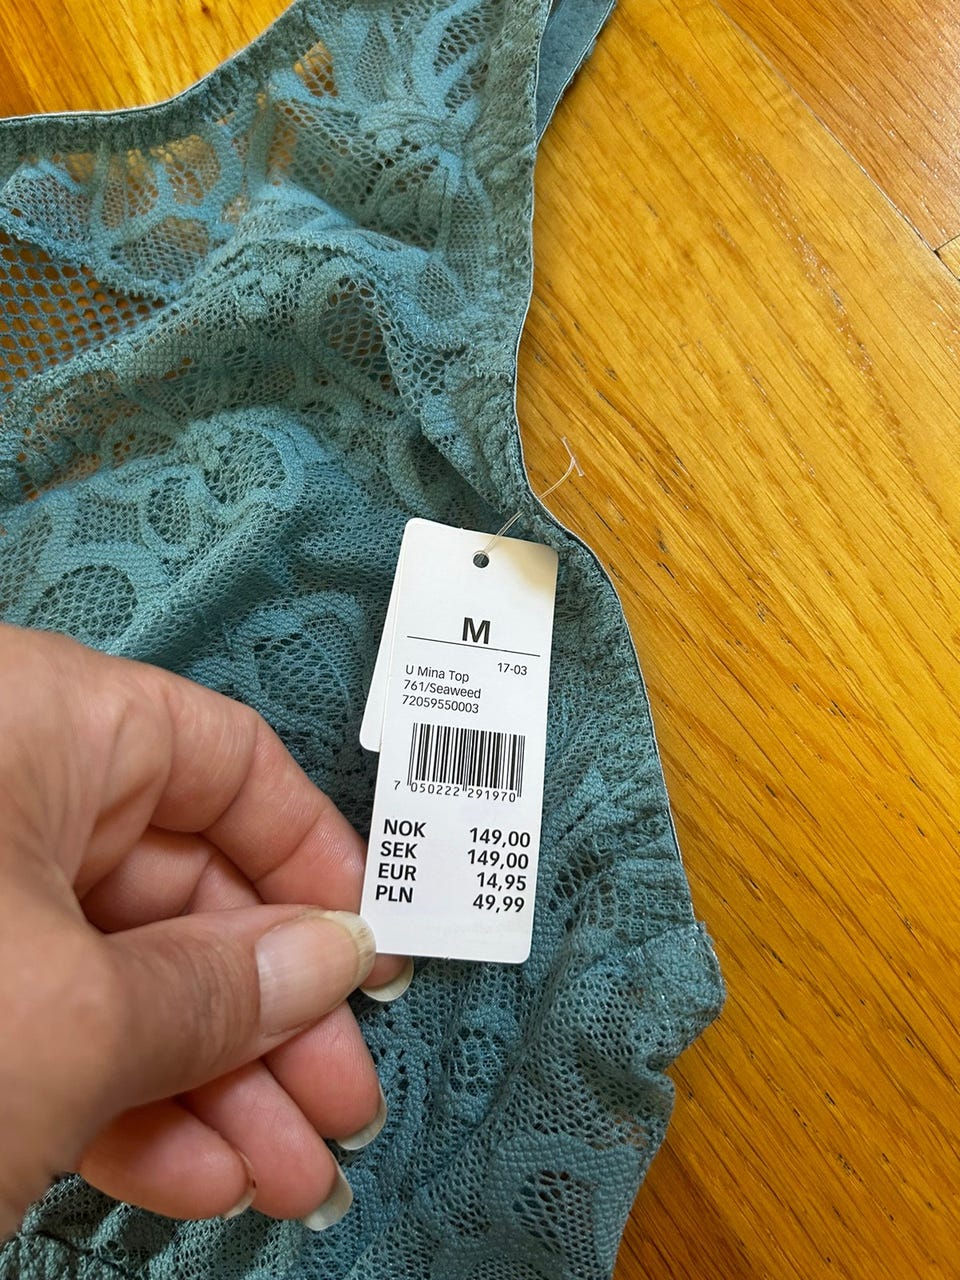 M
17-03
U Mina Top
761/Seaweed
72059550003
7 050222 291970
NOK 149,00
SEK 149,00
EUR 14,95
PLN 49,99